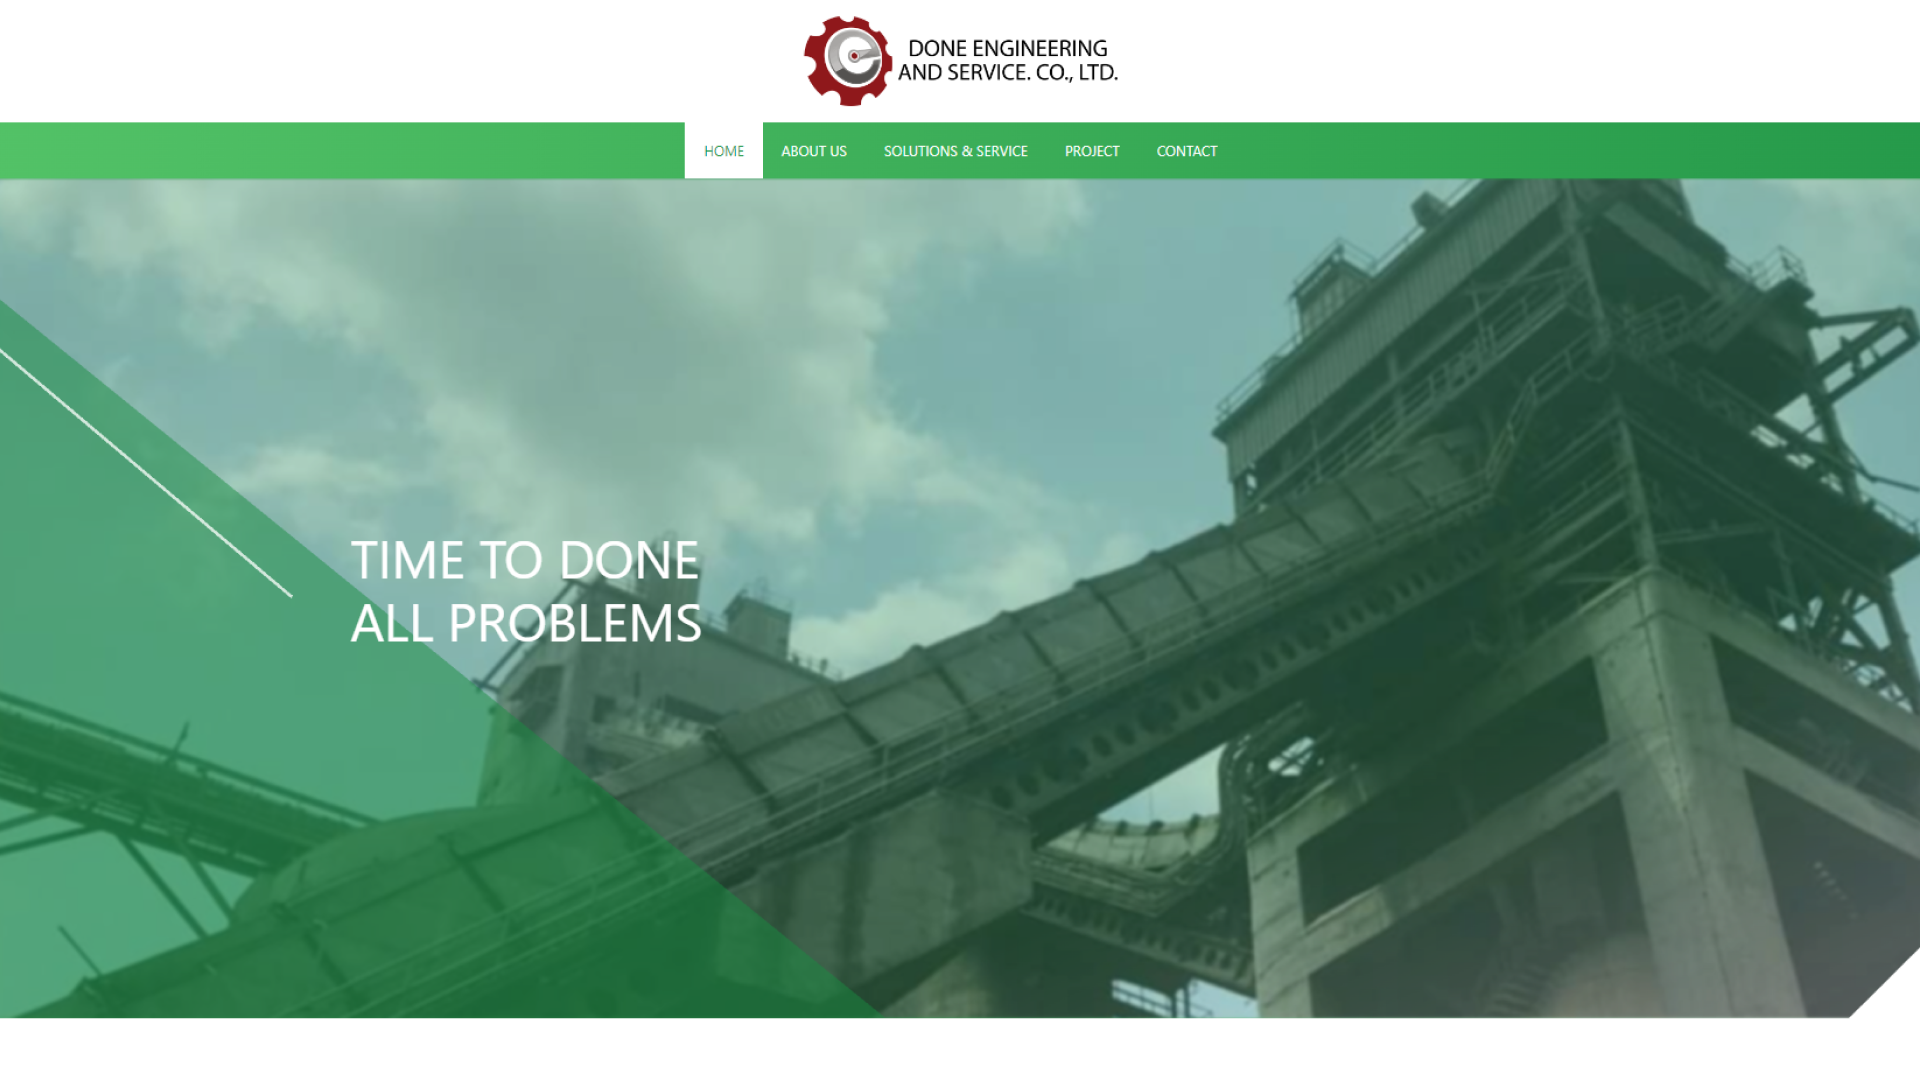 DONE ENGINEERING
AND SERVICE. CO., LTD.
HOME ABOUT US SOLUTIONS & SERVICE PROJECT CONTACT
TIME TO DONE
ALL PROBLEMS